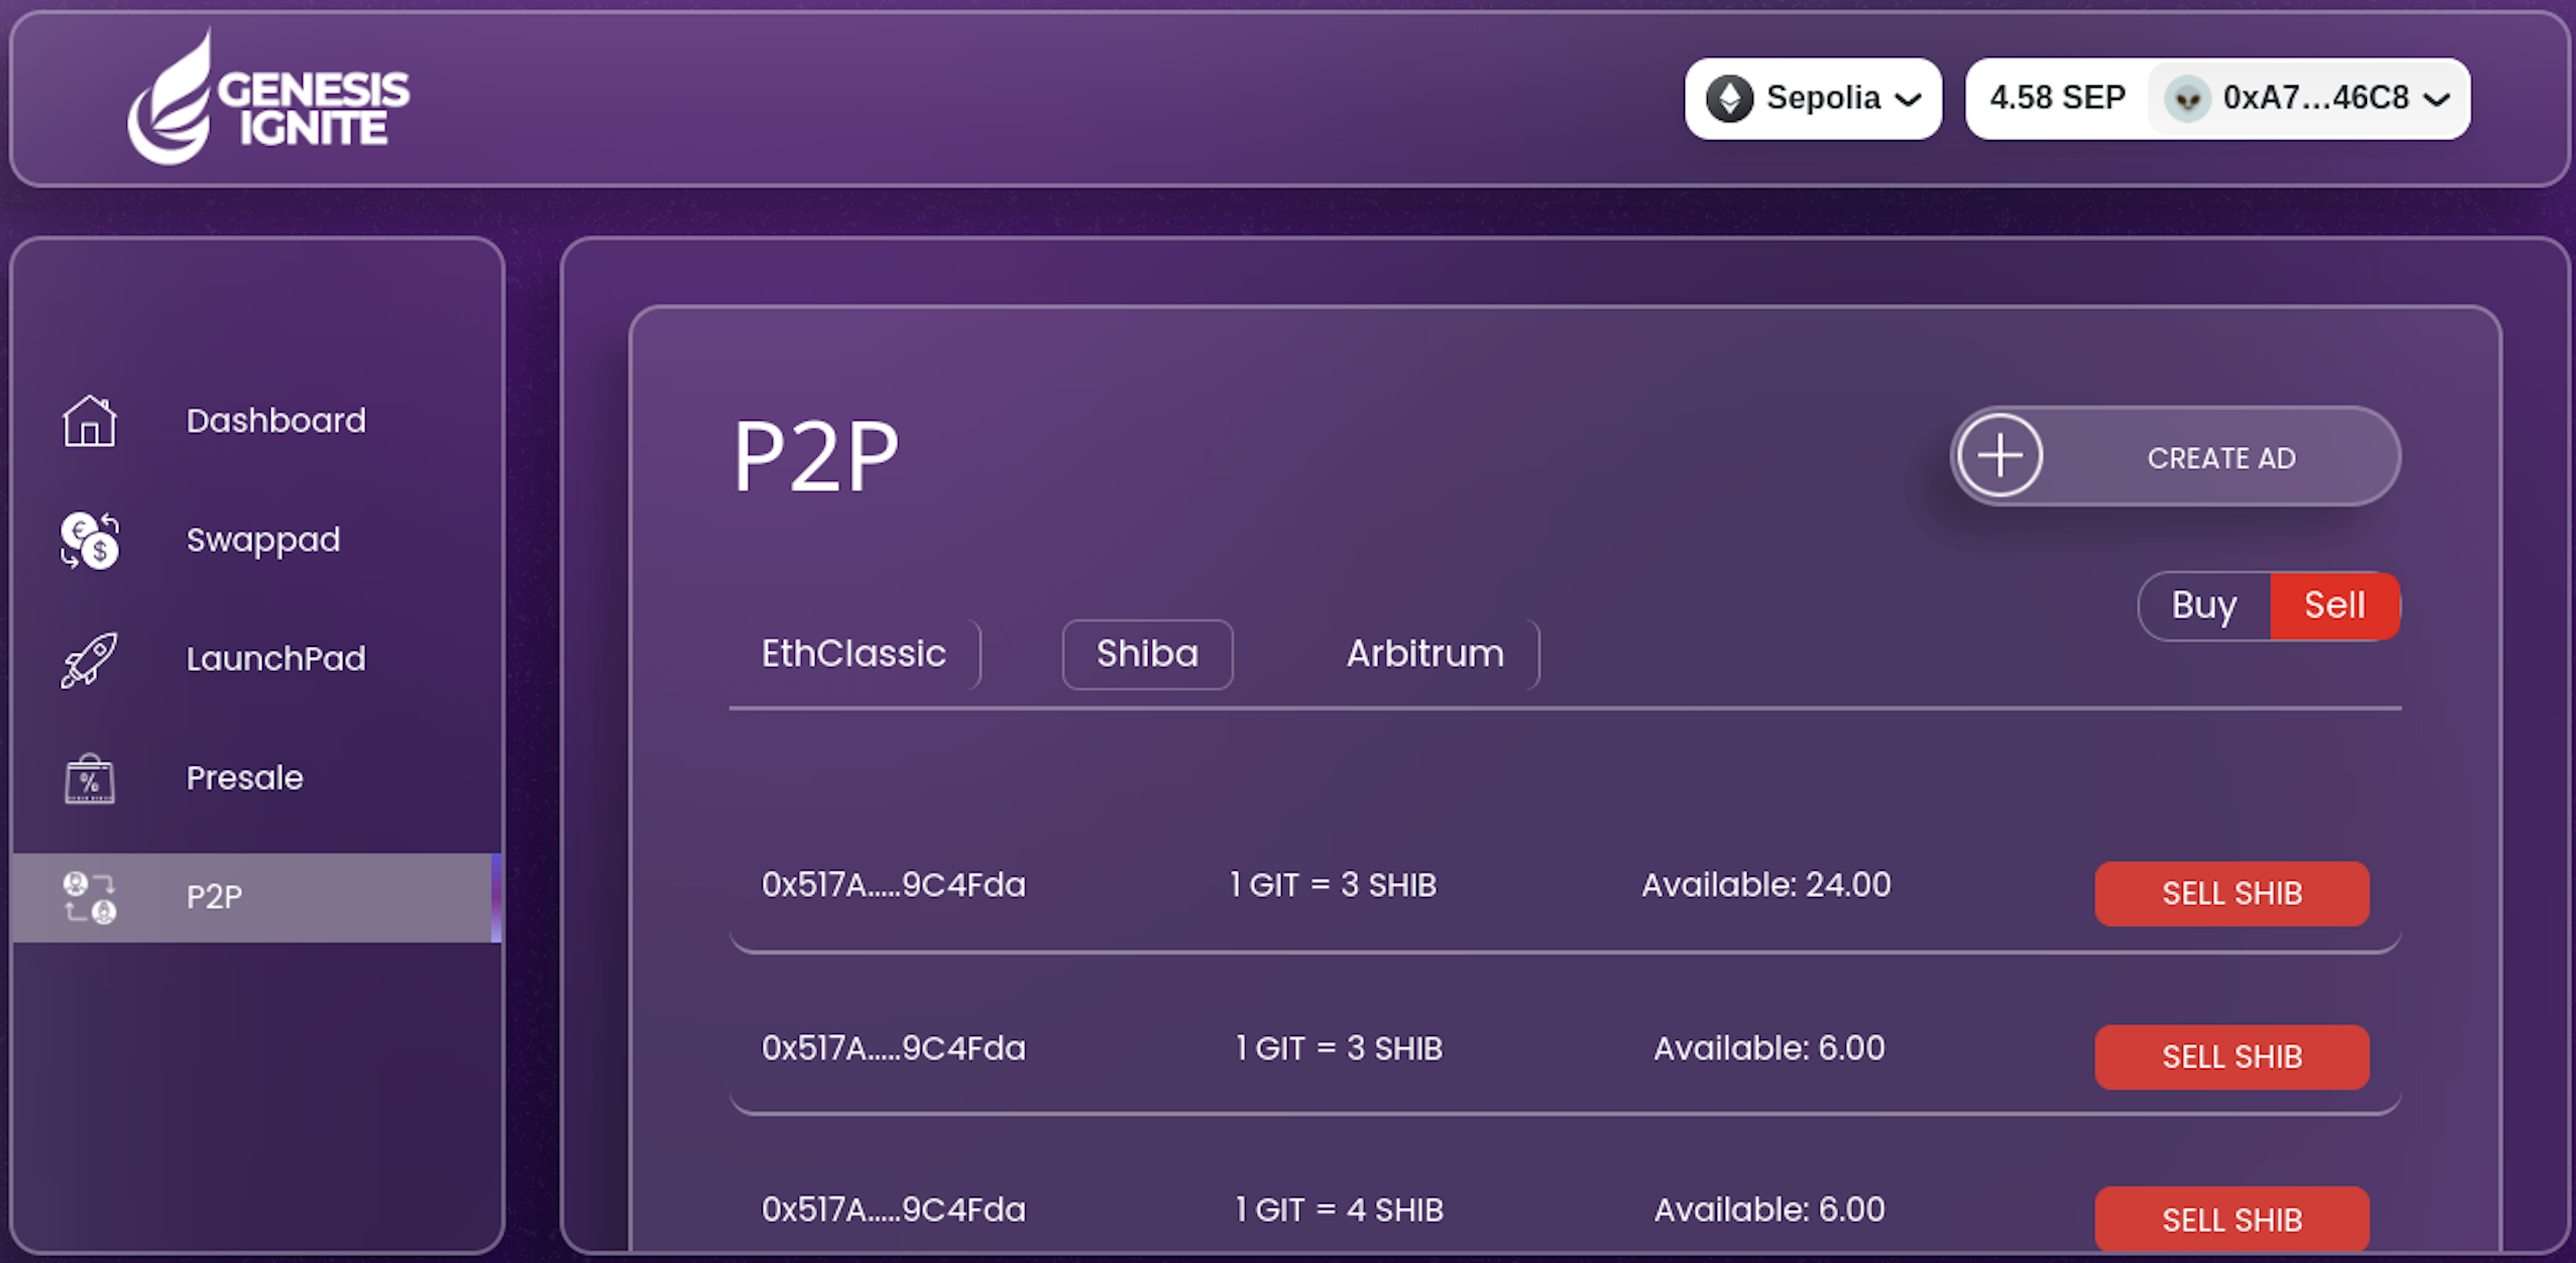 GENESIS
IGNITE
Sepolia
4.58 SEP
0xA7...46C8
Dashboard
Swappad
LaunchPad
Presale
P2P
P2P
CREATE AD
Buy
Sell
EthClassic
Shiba
Arbitrum
0x517A.....9C4Fda
1 GIT = 3 SHIB
Available: 24.00
SELL SHIB
0x517A.....9C4Fda
1 GIT = 3 SHIB
Available: 6.00
SELL SHIB
0x517A.....9C4Fda
1 GIT = 4 SHIB
Available: 6.00
SELL SHIB